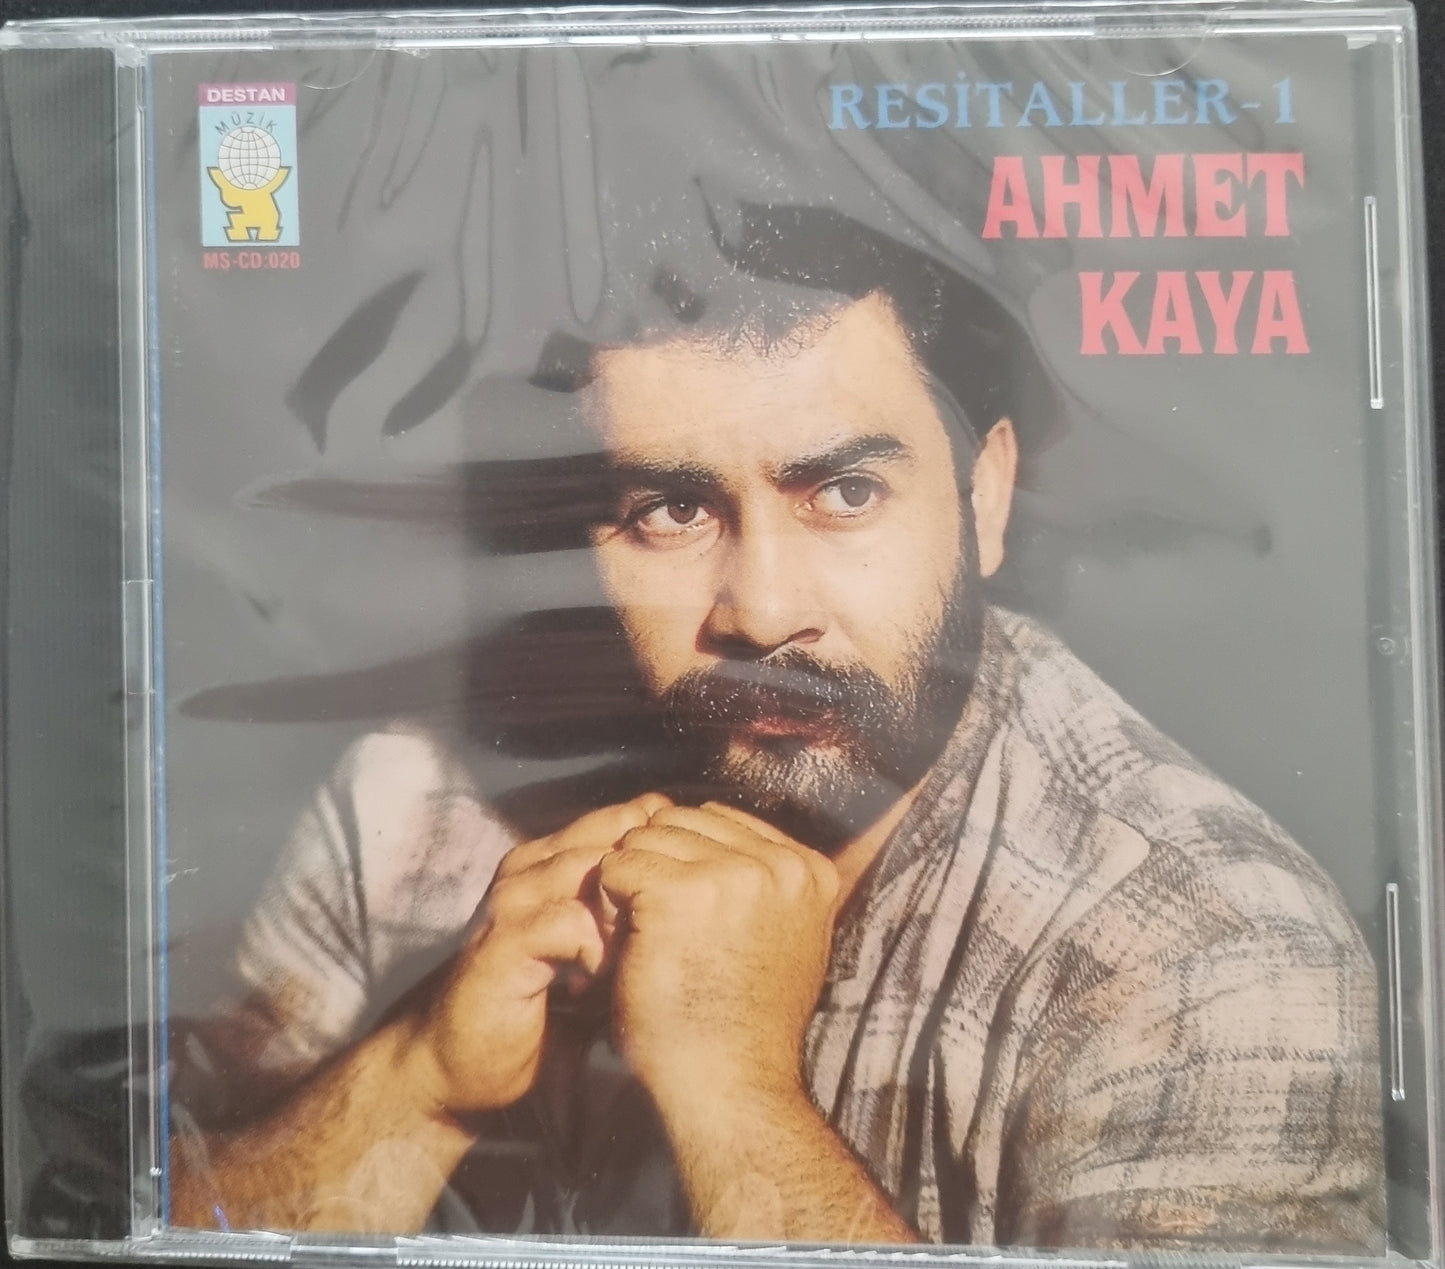 DESTAN
MÜZİK
MŞ-CD:020
RESİTALLER-1
AHMET
KAYA